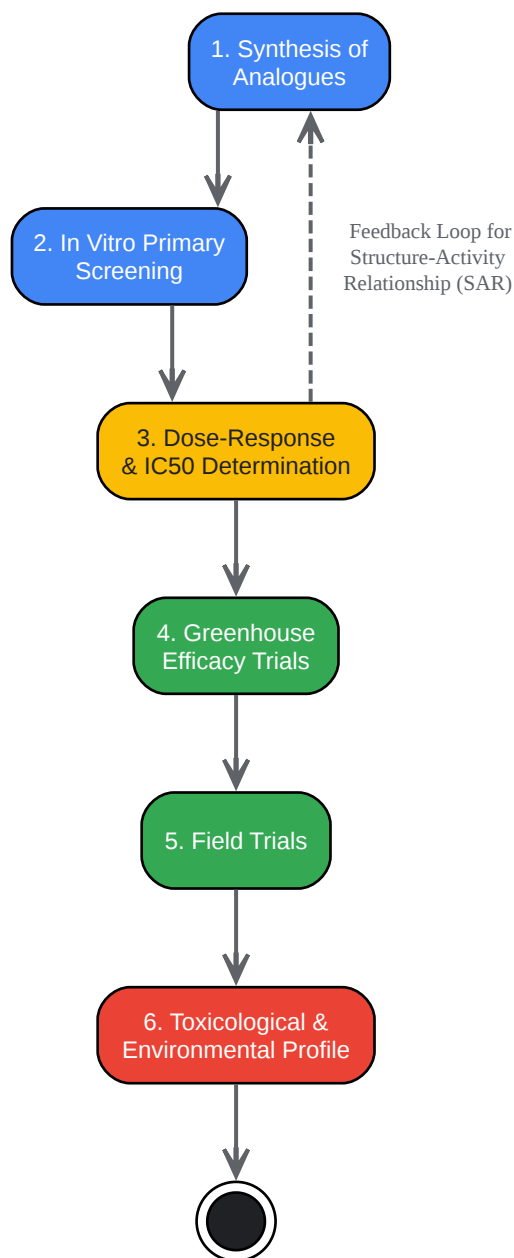 1. Synthesis of
Analogues
2. In Vitro Primary
Screening
Feedback Loop for
Structure-Activity
Relationship (SAR)
3. Dose-Response
& IC50 Determination
4. Greenhouse
Efficacy Trials
5. Field Trials
6. Toxicological &
Environmental Profile